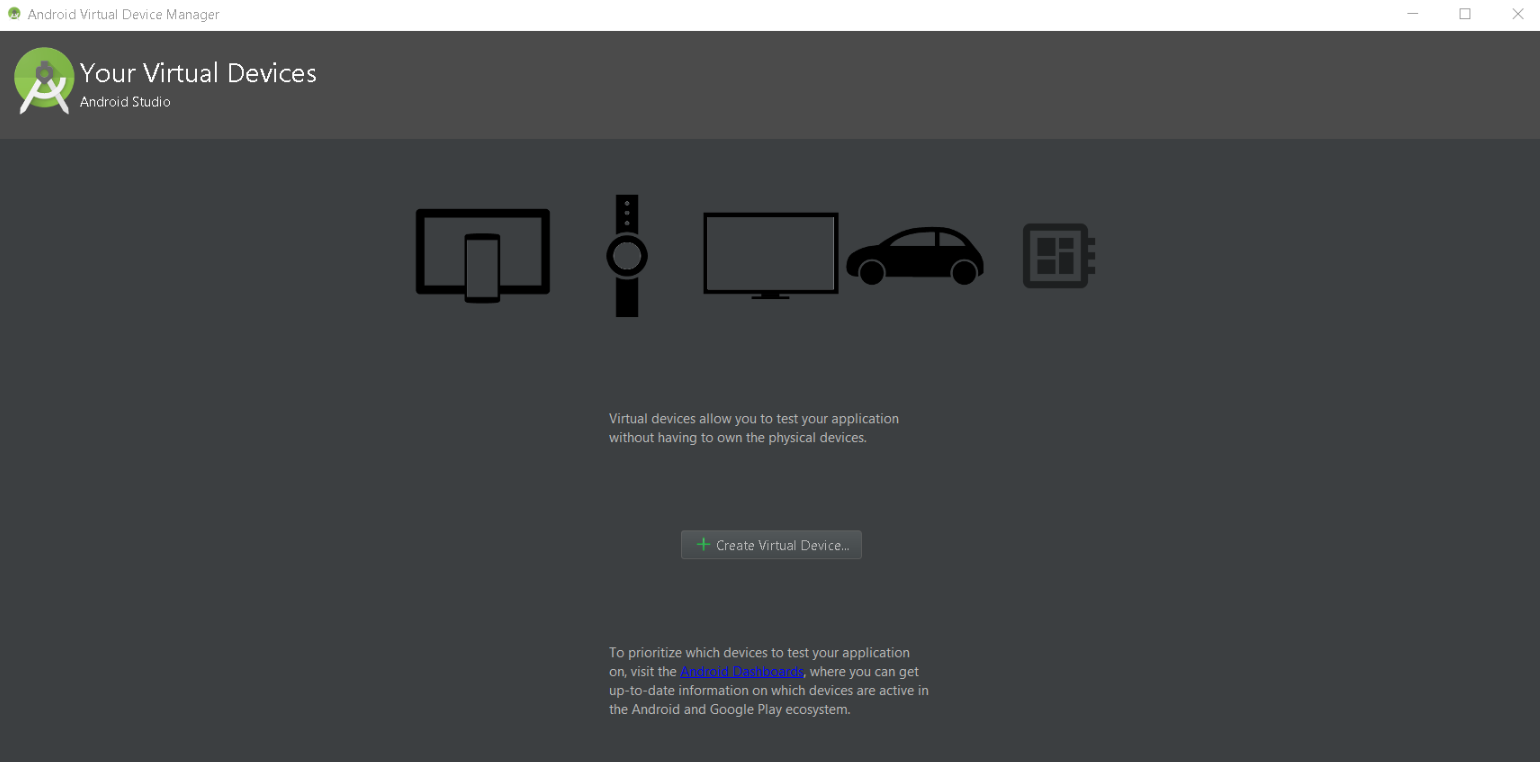 Android Virtual Device Manager
Your Virtual Devices
Android Studio
Virtual devices allow you to test your application
without having to own the physical devices.
Create Virtual Device...
To prioritize which devices to test your application
on, visit the Android Dashboards, where you can get
up-to-date information on which devices are active in
the Android and Google Play ecosystem.